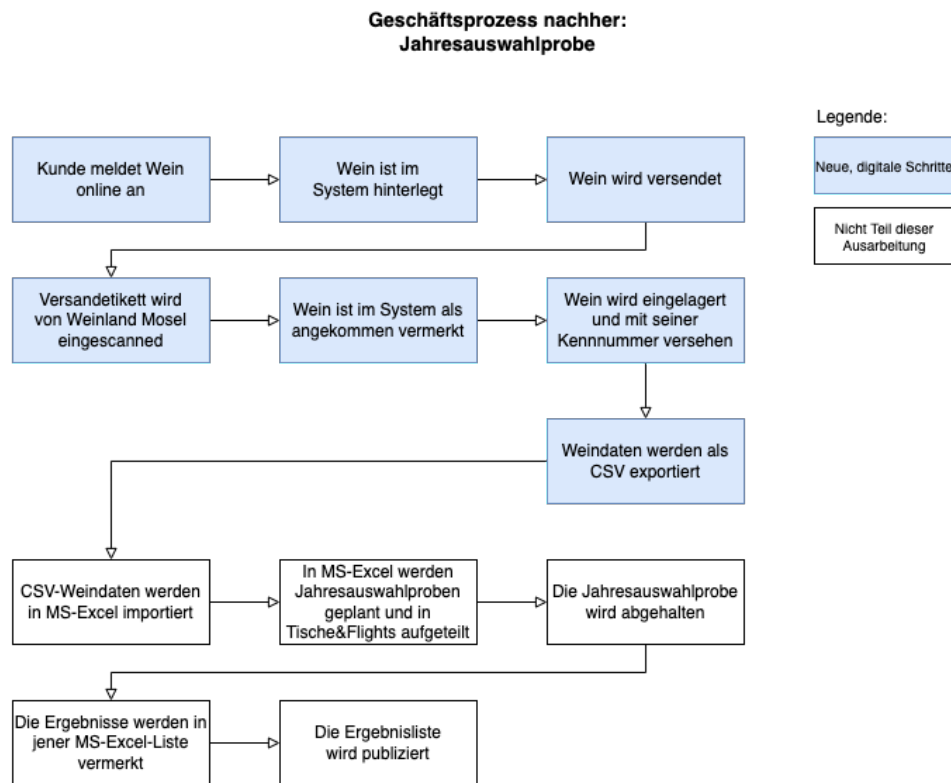 Geschäftsprozess nachher:
Jahresauswahlprobe
Legende:
Kunde meldet Wein
online an
Wein ist im
System hinterlegt
Wein wird versendet
Neue, digitale Schritte
Nicht Teil dieser
Ausarbeitung
Versandetikett wird
von Weinland Mosel
eingescanned
Wein ist im System als
angekommen vermerkt
Wein wird eingelagert
und mit seiner
Kennnummer versehen
Weindaten werden als
CSV exportiert
CSV-Weindaten werden
in MS-Excel importiert
In MS-Excel werden
Jahresauswahlproben
geplant und in
Tische&Flights aufgeteilt
Die Jahresauswahlprobe
wird abgehalten
Die Ergebnisse werden in
jener MS-Excel-Liste
vermerkt
Die Ergebnisliste
wird publiziert